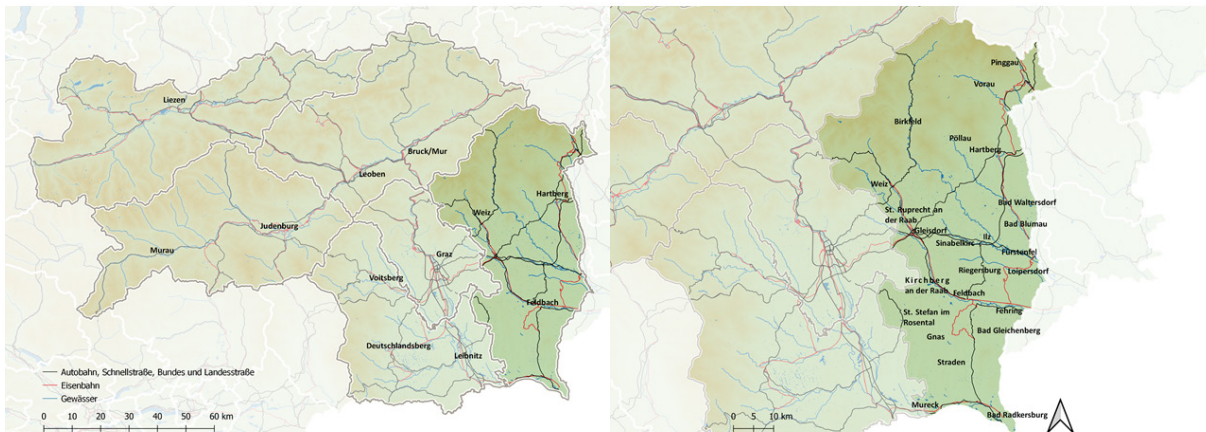 Liezen
Bruck/Mur
Leoben
Hartberg
Weiz
Judenburg
Murau
Graz
Voitsberg
Feldbach
Deutschlandsberg
Leibnitz
Autobahn, Schnellstraße, Bundes und Landesstraße
Eisenbahn
Gewässer
0 10 20 30 40 50 60 km
Pinggau
Vorau
Birkfeld
Pöllau
Hartberg
Weiz
Bad Waltersdorf
St. Ruprecht an
der Raab
Bad Blumau
Gleisdorf
Ilz
Sinabelkirc
Fürstenfel
Riegersburg
Loipersdorf
Kirchberg
an der Raab
Feldbach
St. Stefan im
Rosental
Fehring
Bad Gleichenberg
Gnas
Straden
Mureck
Bad Radkersburg
0 5 10 km